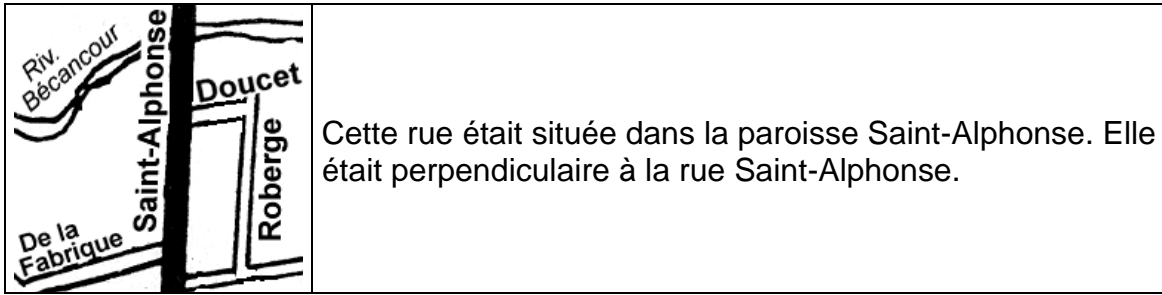 Riv.
Bécancour
Saint-Alphonse
Doucet
Roberge
De la
Fabrique
Cette rue était située dans la paroisse Saint-Alphonse. Elle
était perpendiculaire à la rue Saint-Alphonse.